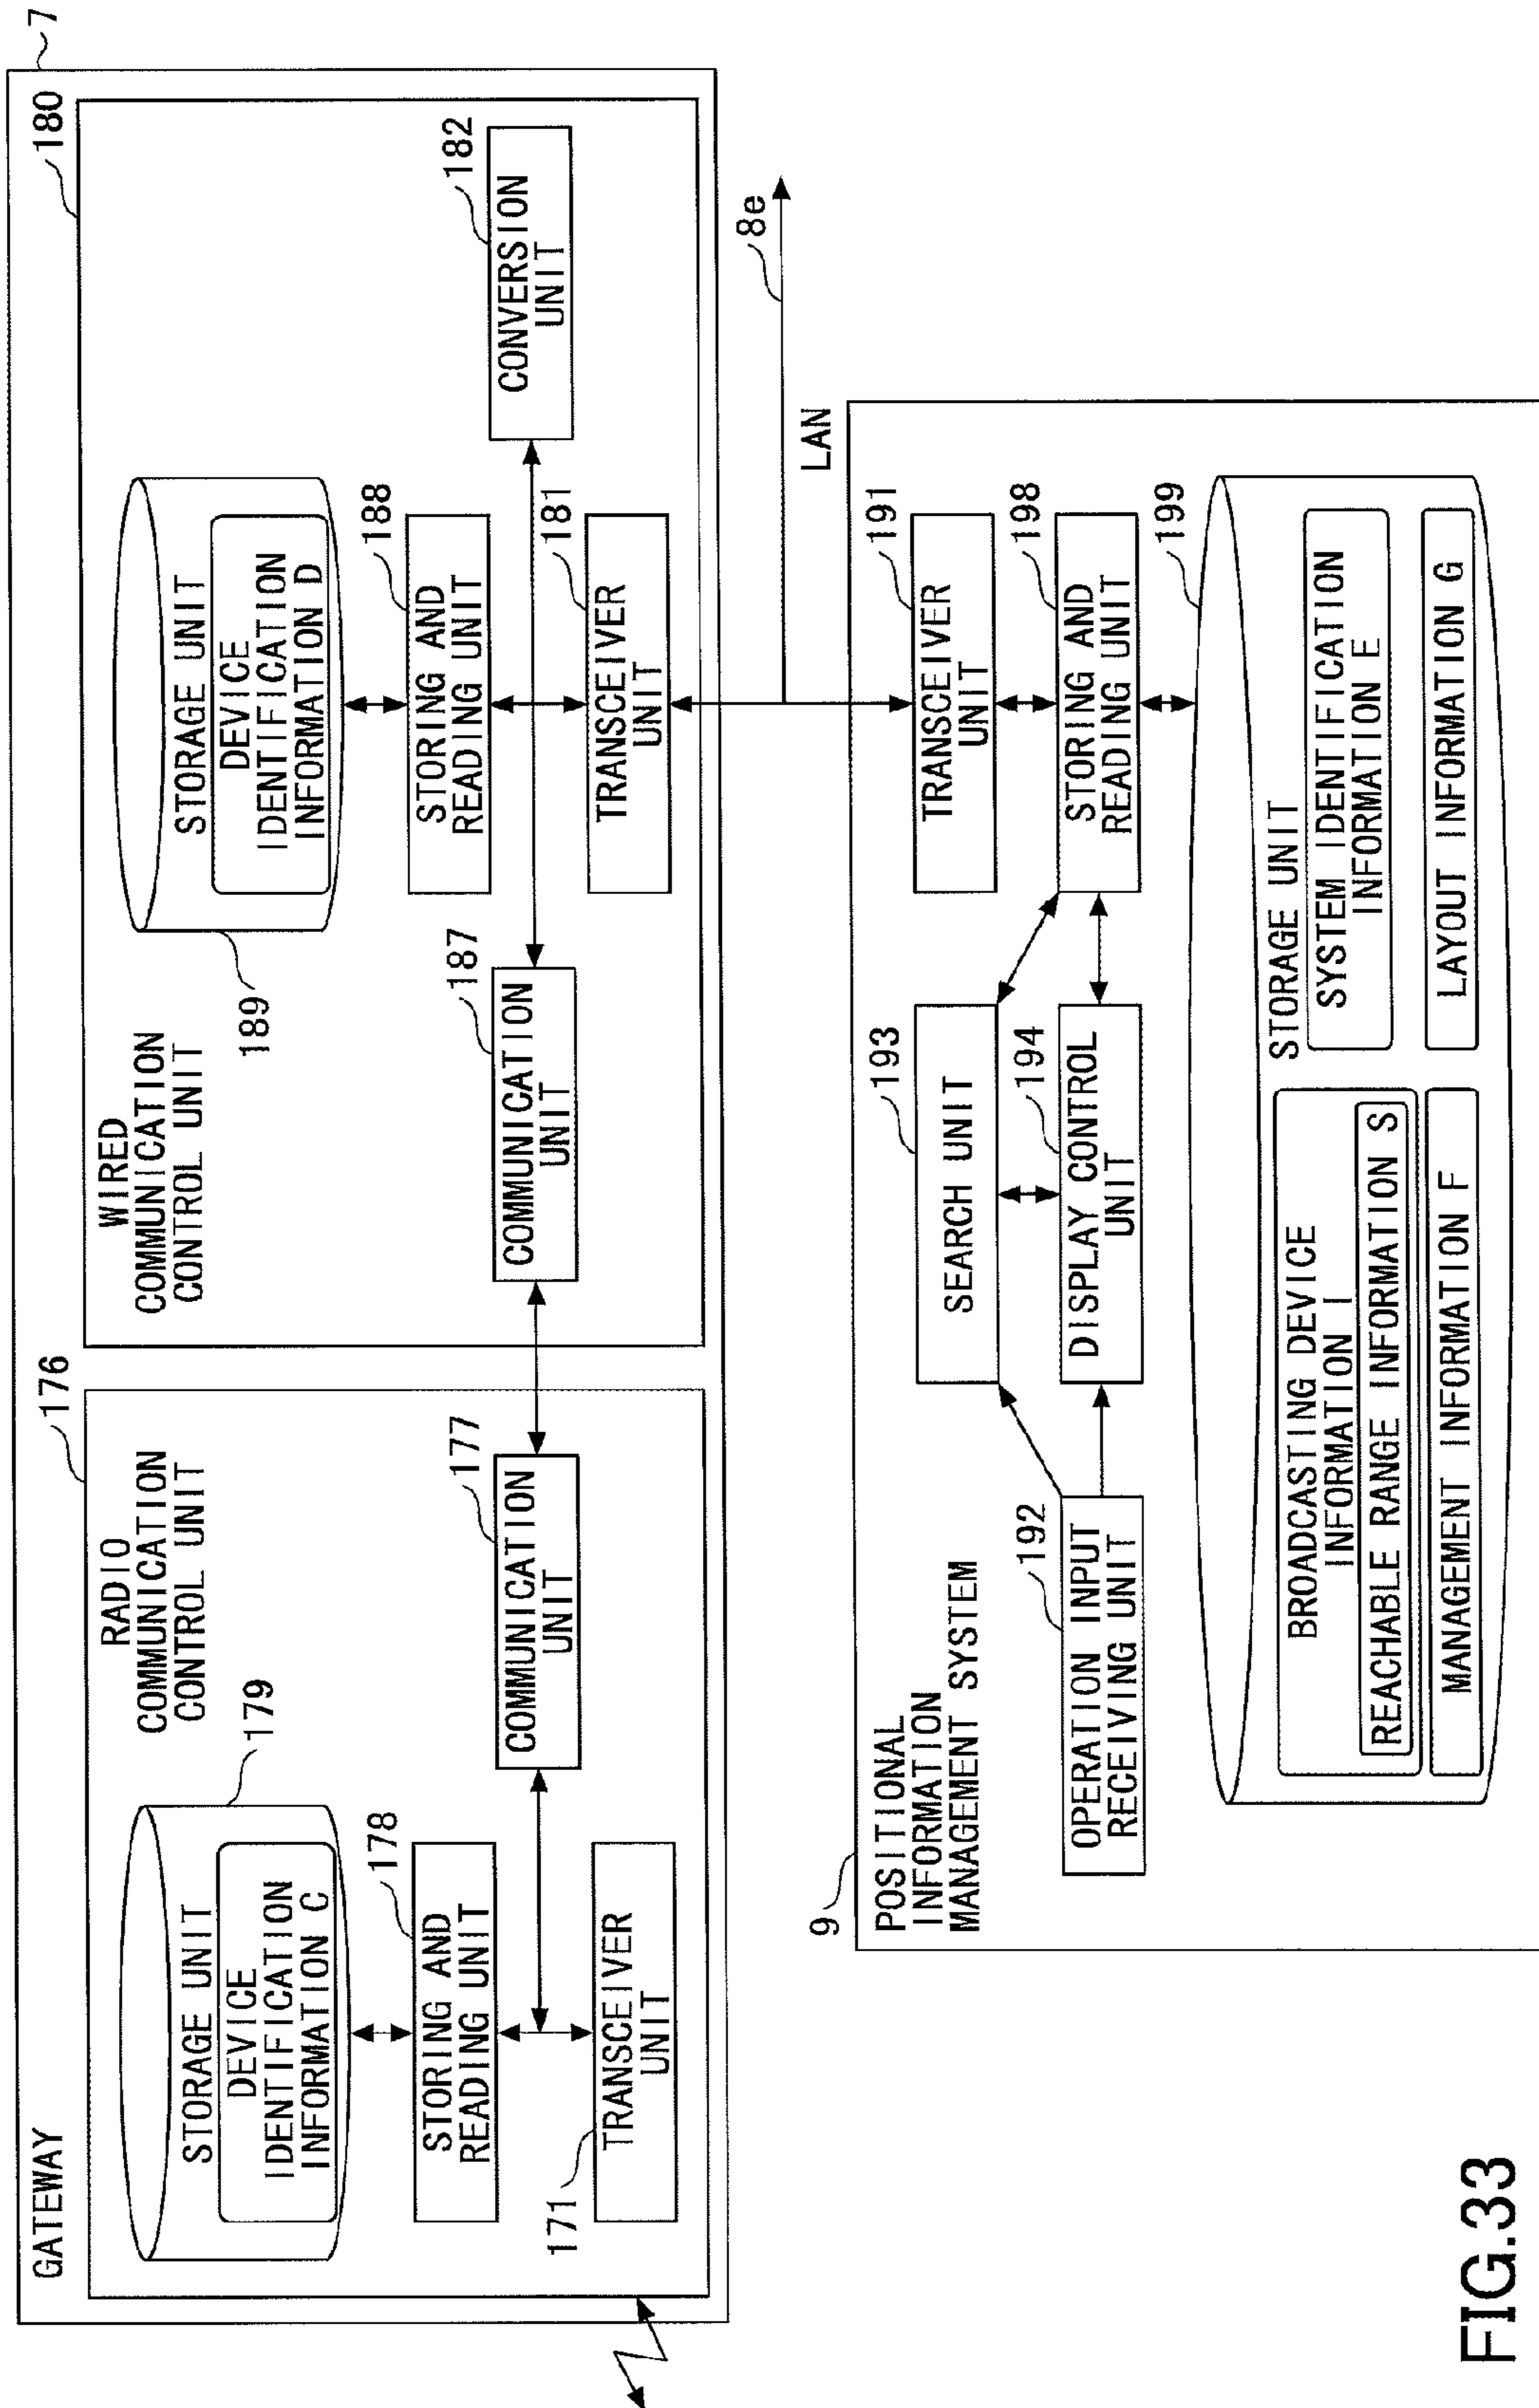 GATEWAY
7
176
RADIO
COMMUNICATION
CONTROL UNIT
179
STORAGE UNIT
DEVICE
IDENTIFICATION
INFORMATION C
178
STORING AND
READING UNIT
171
TRANSCEIVER
UNIT
177
COMMUNICATION
UNIT
180
WIRED
COMMUNICATION
CONTROL UNIT
189
STORAGE UNIT
DEVICE
IDENTIFICATION
INFORMATION D
187
COMMUNICATION
UNIT
188
STORING AND
READING UNIT
181
TRANSCEIVER
UNIT
182
CONVERSION
UNIT
8e
LAN
9
POSITIONAL
INFORMATION
MANAGEMENT SYSTEM
192
OPERATION INPUT
RECEIVING UNIT
193
SEARCH UNIT
194
DISPLAY CONTROL
UNIT
191
TRANSCEIVER
UNIT
198
STORING AND
READING UNIT
199
STORAGE UNIT
BROADCASTING DEVICE
INFORMATION I
REACHABLE RANGE INFORMATION S
MANAGEMENT INFORMATION F
SYSTEM IDENTIFICATION
INFORMATION E
LAYOUT INFORMATION G
FIG.33